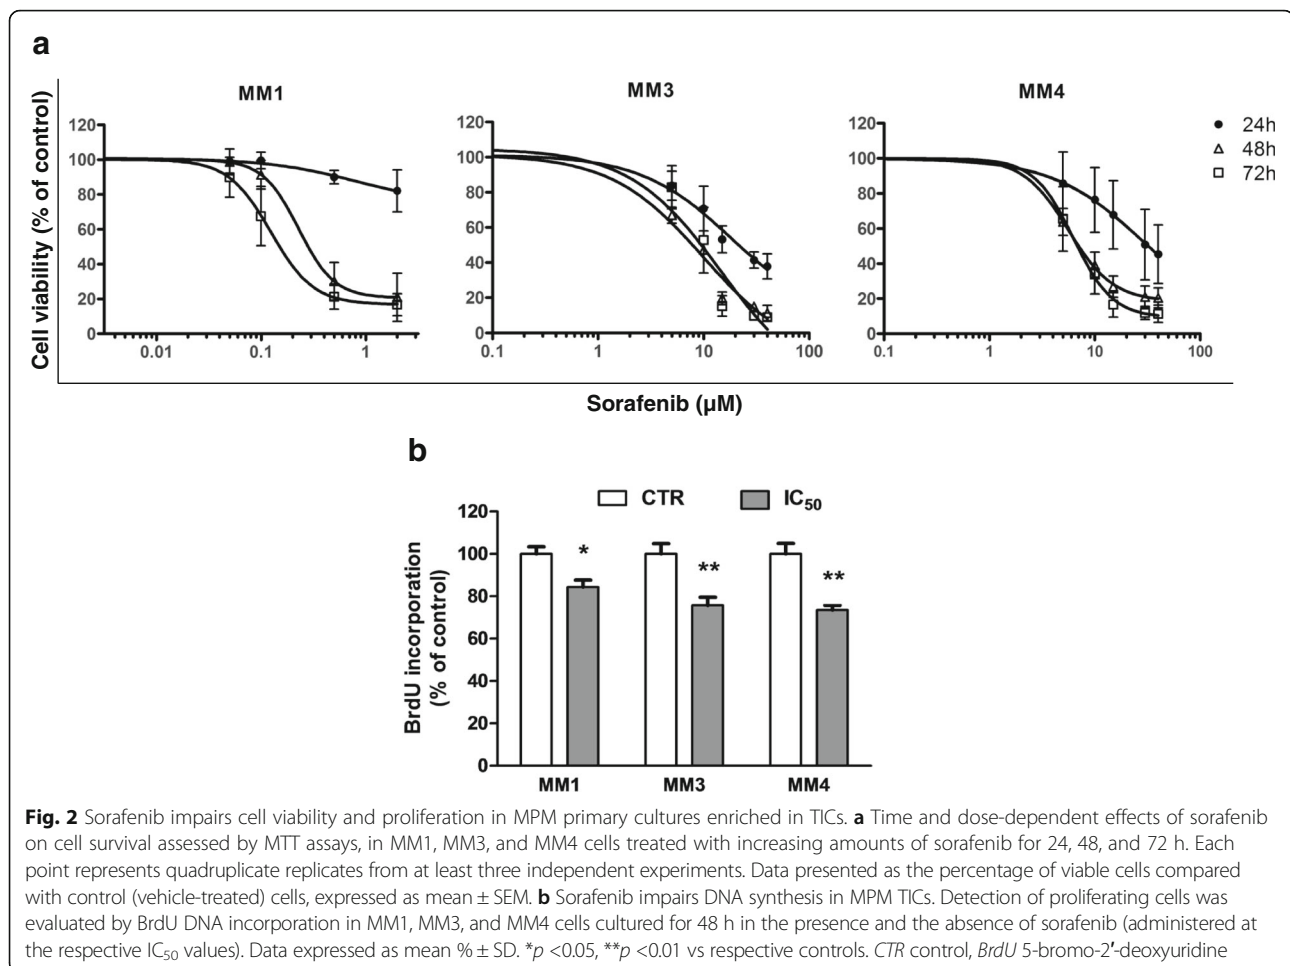 a
MM1
MM3
MM4
24h
48h
72h
Cell viability (% of control)
120
100
80
60
40
20
0
0.01
0.1
1
120
100
80
60
40
20
0
0.1
1
10
100
120
100
80
60
40
20
0
0.1
1
10
100
Sorafenib (µM)
b
CTR
IC50
BrdU incorporation
(% of control)
120
100
80
60
40
20
0
*
**
**
MM1
MM3
MM4
Fig. 2 Sorafenib impairs cell viability and proliferation in MPM primary cultures enriched in TICs. a Time and dose-dependent effects of sorafenib
on cell survival assessed by MTT assays, in MM1, MM3, and MM4 cells treated with increasing amounts of sorafenib for 24, 48, and 72 h. Each
point represents quadruplicate replicates from at least three independent experiments. Data presented as the percentage of viable cells compared
with control (vehicle-treated) cells, expressed as mean ± SEM. b Sorafenib impairs DNA synthesis in MPM TICs. Detection of proliferating cells was
evaluated by BrdU DNA incorporation in MM1, MM3, and MM4 cells cultured for 48 h in the presence and the absence of sorafenib (administered at
the respective IC50 values). Data expressed as mean % ± SD. *p <0.05, **p <0.01 vs respective controls. CTR control, BrdU 5-bromo-2′-deoxyuridine